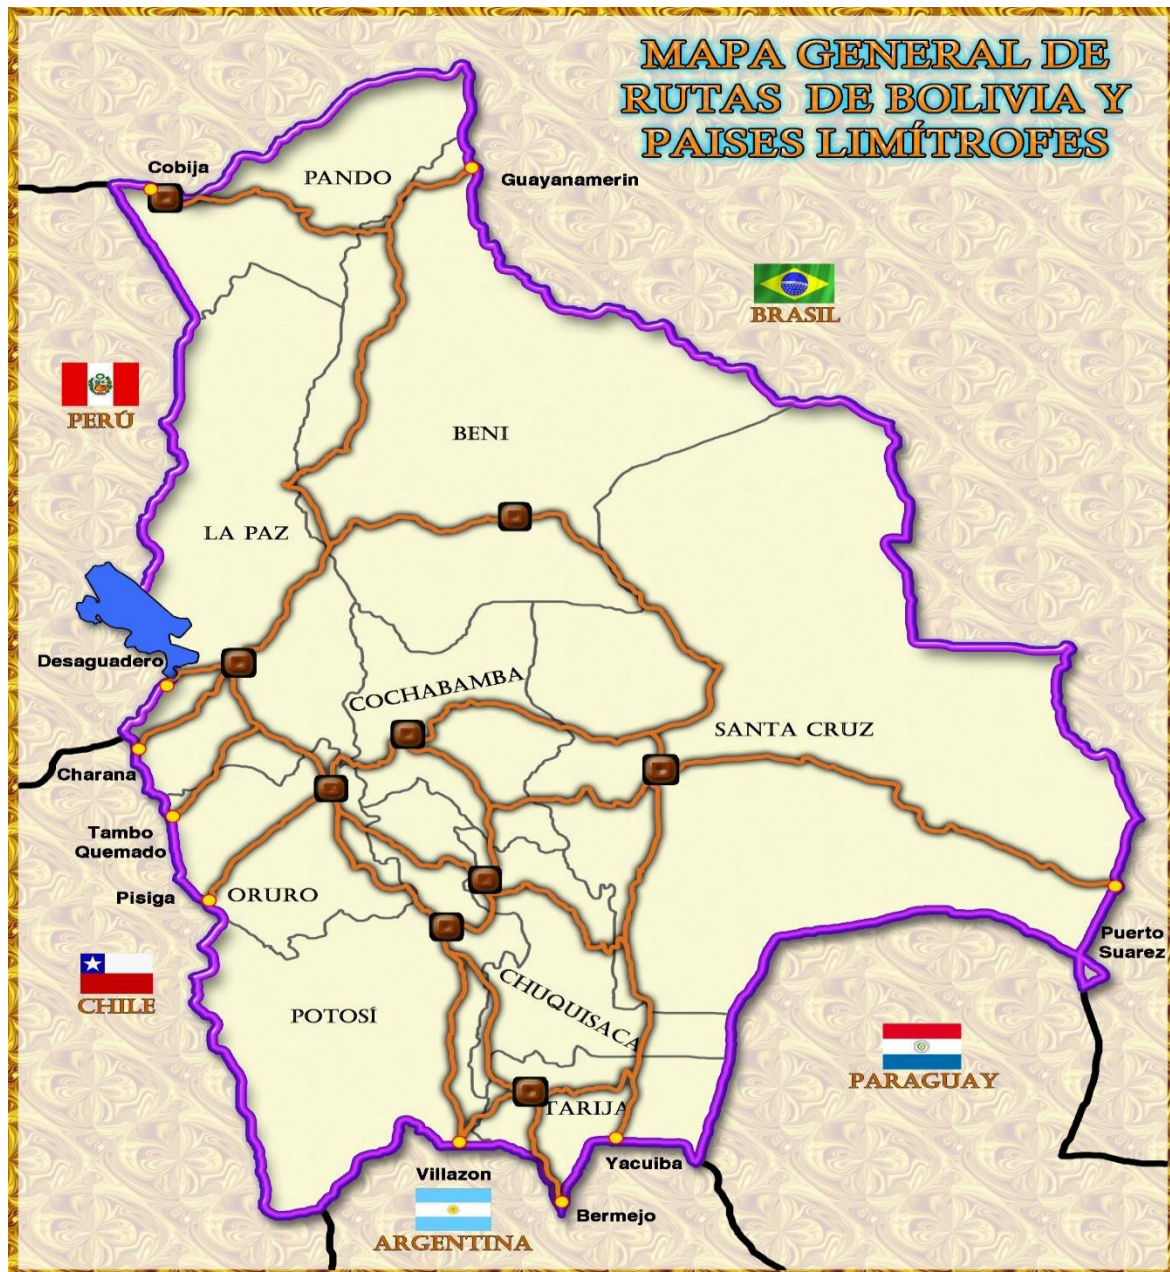 MAPA GENERAL DE
RUTAS DE BOLIVIA Y
PAISES LIMÍTROFES
Cobija
PANDO
Guayanamerin
BRASIL
PERÚ
BENI
LA PAZ
Desaguadero
COCHABAMBA
SANTA CRUZ
Charana
Tambo
Quemado
Pisiga
ORURO
Puerto
Suarez
CHILE
CHUQUISACA
POTOSÍ
PARAGUAY
TARIJA
Yacuiba
Villazon
Bermejo
ARGENTINA